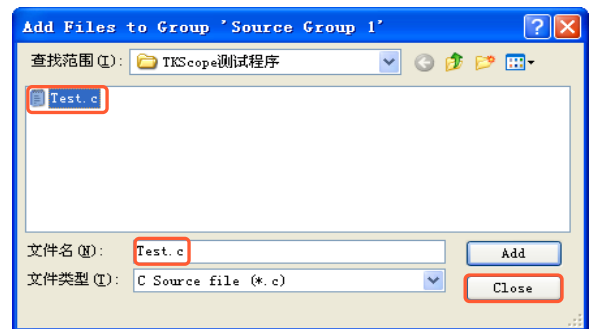 Add Files to Group 'Source Group 1'
查找范围(I): TKScope测试程序
Test.c
文件名(N): Test.c Add
文件类型(T): C Source file (*.c) Close